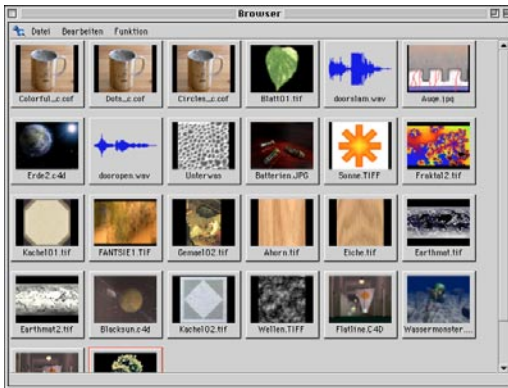 Browser
Datei Bearbeiten Funktion
Colorful_c.cof Dots_c.cof Circles_c.cof Blatt01.tif doorslam.wav Auge.jpg
Erde2.c4d dooropen.wav Unterwas Batterien.JPG Sonne.TIFF Fraktal2.tif
Kachel01.tif FANTSIE1.TIF Gemael02.tif Ahorn.tif Eiche.tif Earthmat.tif
Earthmat2.tif Blacksun.c4d Kachel02.tif Wellen.TIFF Flatline.C4D Wassermonster....